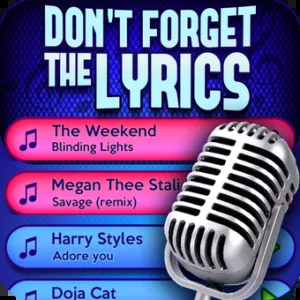 DON'T FORGET
THE LYRICS
The Weekend
Blinding Lights
Megan Thee Stali
Savage (remix)
Harry Styles
Adore you
Doja Cat